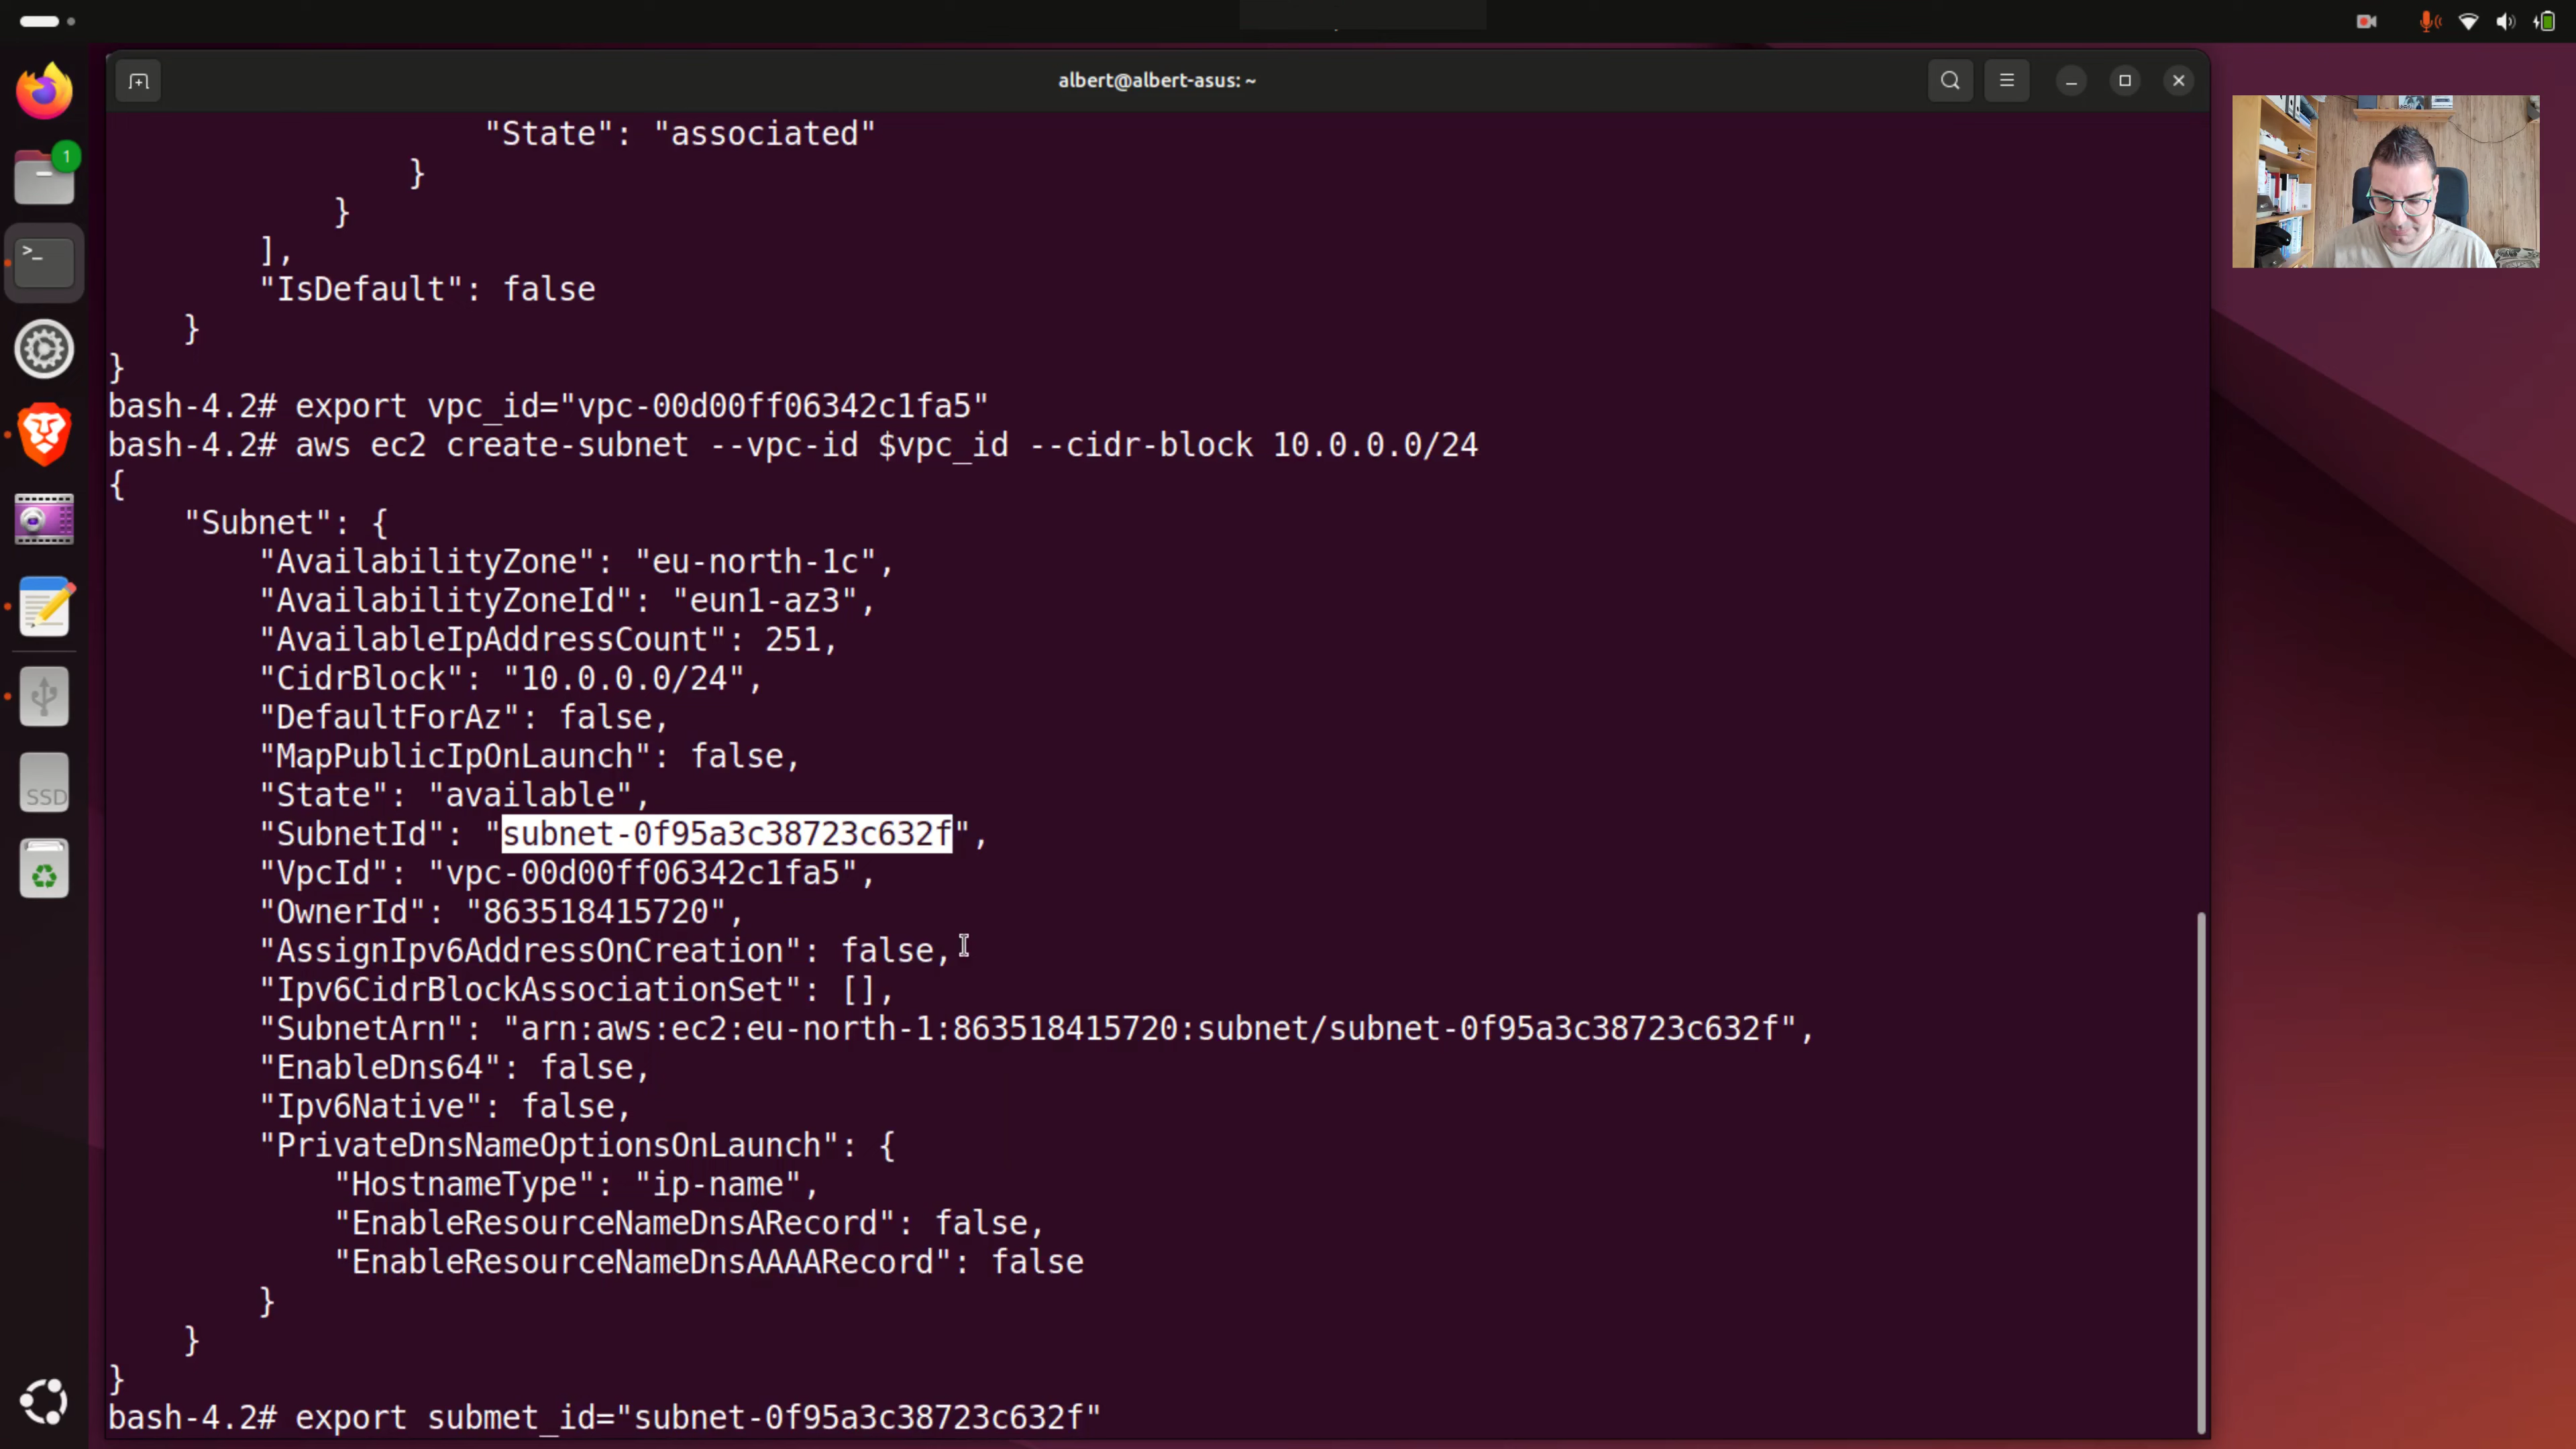 albert@albert-asus: ~
1
"State": "associated"
}
}
],
"IsDefault": false
}
}
bash-4.2# export vpc_id="vpc-00d00ff06342c1fa5"
bash-4.2# aws ec2 create-subnet --vpc-id $vpc_id --cidr-block 10.0.0.0/24
{
"Subnet": {
"AvailabilityZone": "eu-north-1c",
"AvailabilityZoneId": "eun1-az3",
"AvailableIpAddressCount": 251,
"CidrBlock": "10.0.0.0/24",
"DefaultForAz": false,
"MapPublicIpOnLaunch": false,
"State": "available",
"SubnetId": "subnet-0f95a3c38723c632f",
"VpcId": "vpc-00d00ff06342c1fa5",
"OwnerId": "863518415720",
"AssignIpv6AddressOnCreation": false,
"Ipv6CidrBlockAssociationSet": [],
"SubnetArn": "arn:aws:ec2:eu-north-1:863518415720:subnet/subnet-0f95a3c38723c632f",
"EnableDns64": false,
"Ipv6Native": false,
"PrivateDnsNameOptionsOnLaunch": {
"HostnameType": "ip-name",
"EnableResourceNameDnsARecord": false,
"EnableResourceNameDnsAAAARecord": false
}
}
}
bash-4.2# export submet_id="subnet-0f95a3c38723c632f"
>_
SSD